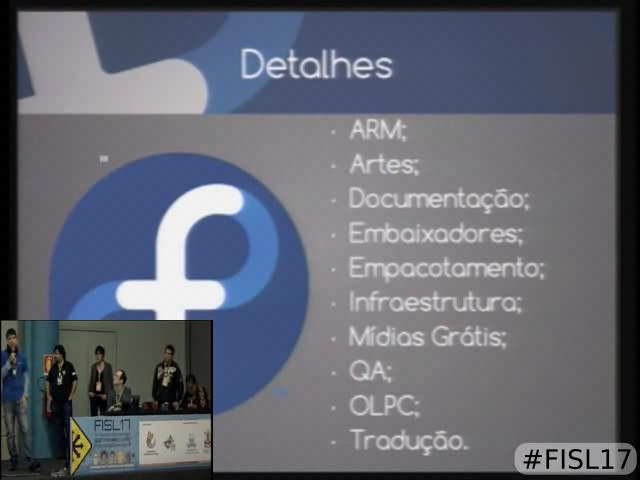 Detalhes
· ARM;
· Artes;
· Documentação;
· Embaixadores;
· Empacotamento;
· Infraestrutura;
· Mídias Grátis;
· QA;
· OLPC;
· Tradução.
FISL17
#FISL17